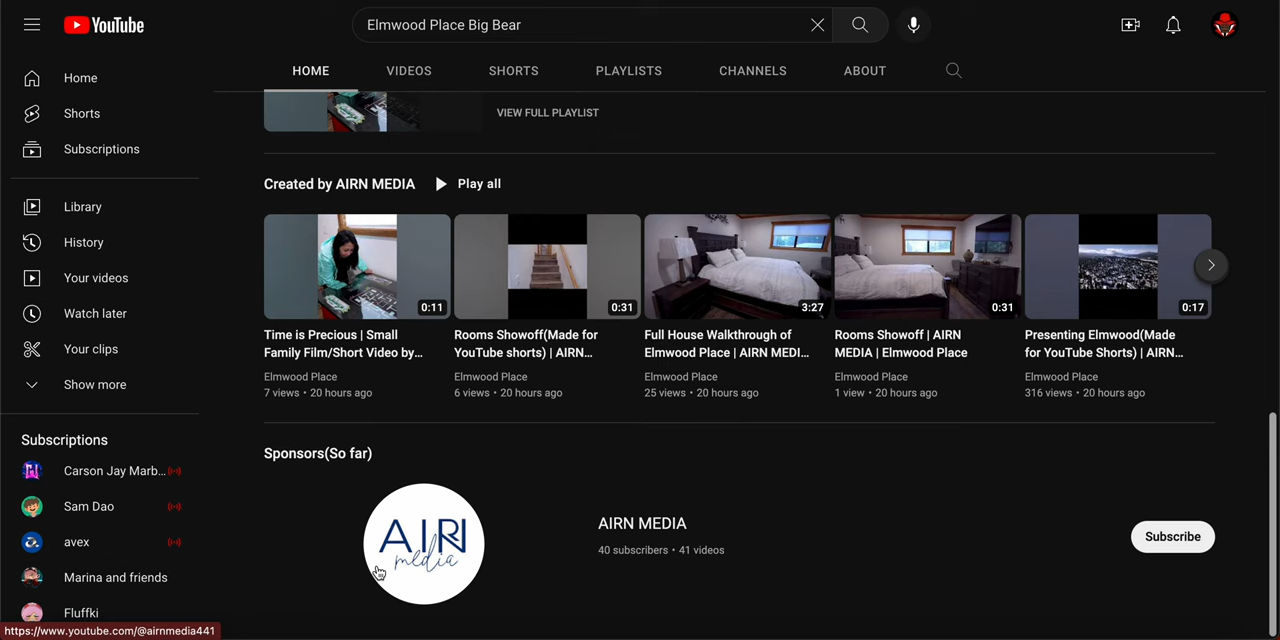 YouTube
Elmwood Place Big Bear
HOME VIDEOS SHORTS PLAYLISTS CHANNELS ABOUT
Home
Shorts
Subscriptions
Library
History
Your videos
Watch later
Your clips
Show more
Subscriptions
Carson Jay Marb...
Sam Dao
avex
Marina and friends
Fluffki
https://www.youtube.com/@airnmedia441
VIEW FULL PLAYLIST
Created by AIRN MEDIA Play all
0:11
Time is Precious | Small
Family Film/Short Video by...
Elmwood Place
7 views • 20 hours ago
0:31
Rooms Showoff(Made for
YouTube shorts) | AIRN...
Elmwood Place
6 views • 20 hours ago
3:27
Full House Walkthrough of
Elmwood Place | AIRN MEDI...
Elmwood Place
25 views • 20 hours ago
0:31
Rooms Showoff | AIRN
MEDIA | Elmwood Place
Elmwood Place
1 view • 20 hours ago
0:17
Presenting Elmwood(Made
for YouTube Shorts) | AIRN...
Elmwood Place
316 views • 20 hours ago
Sponsors(So far)
AIRN
media
AIRN MEDIA
40 subscribers • 41 videos
Subscribe